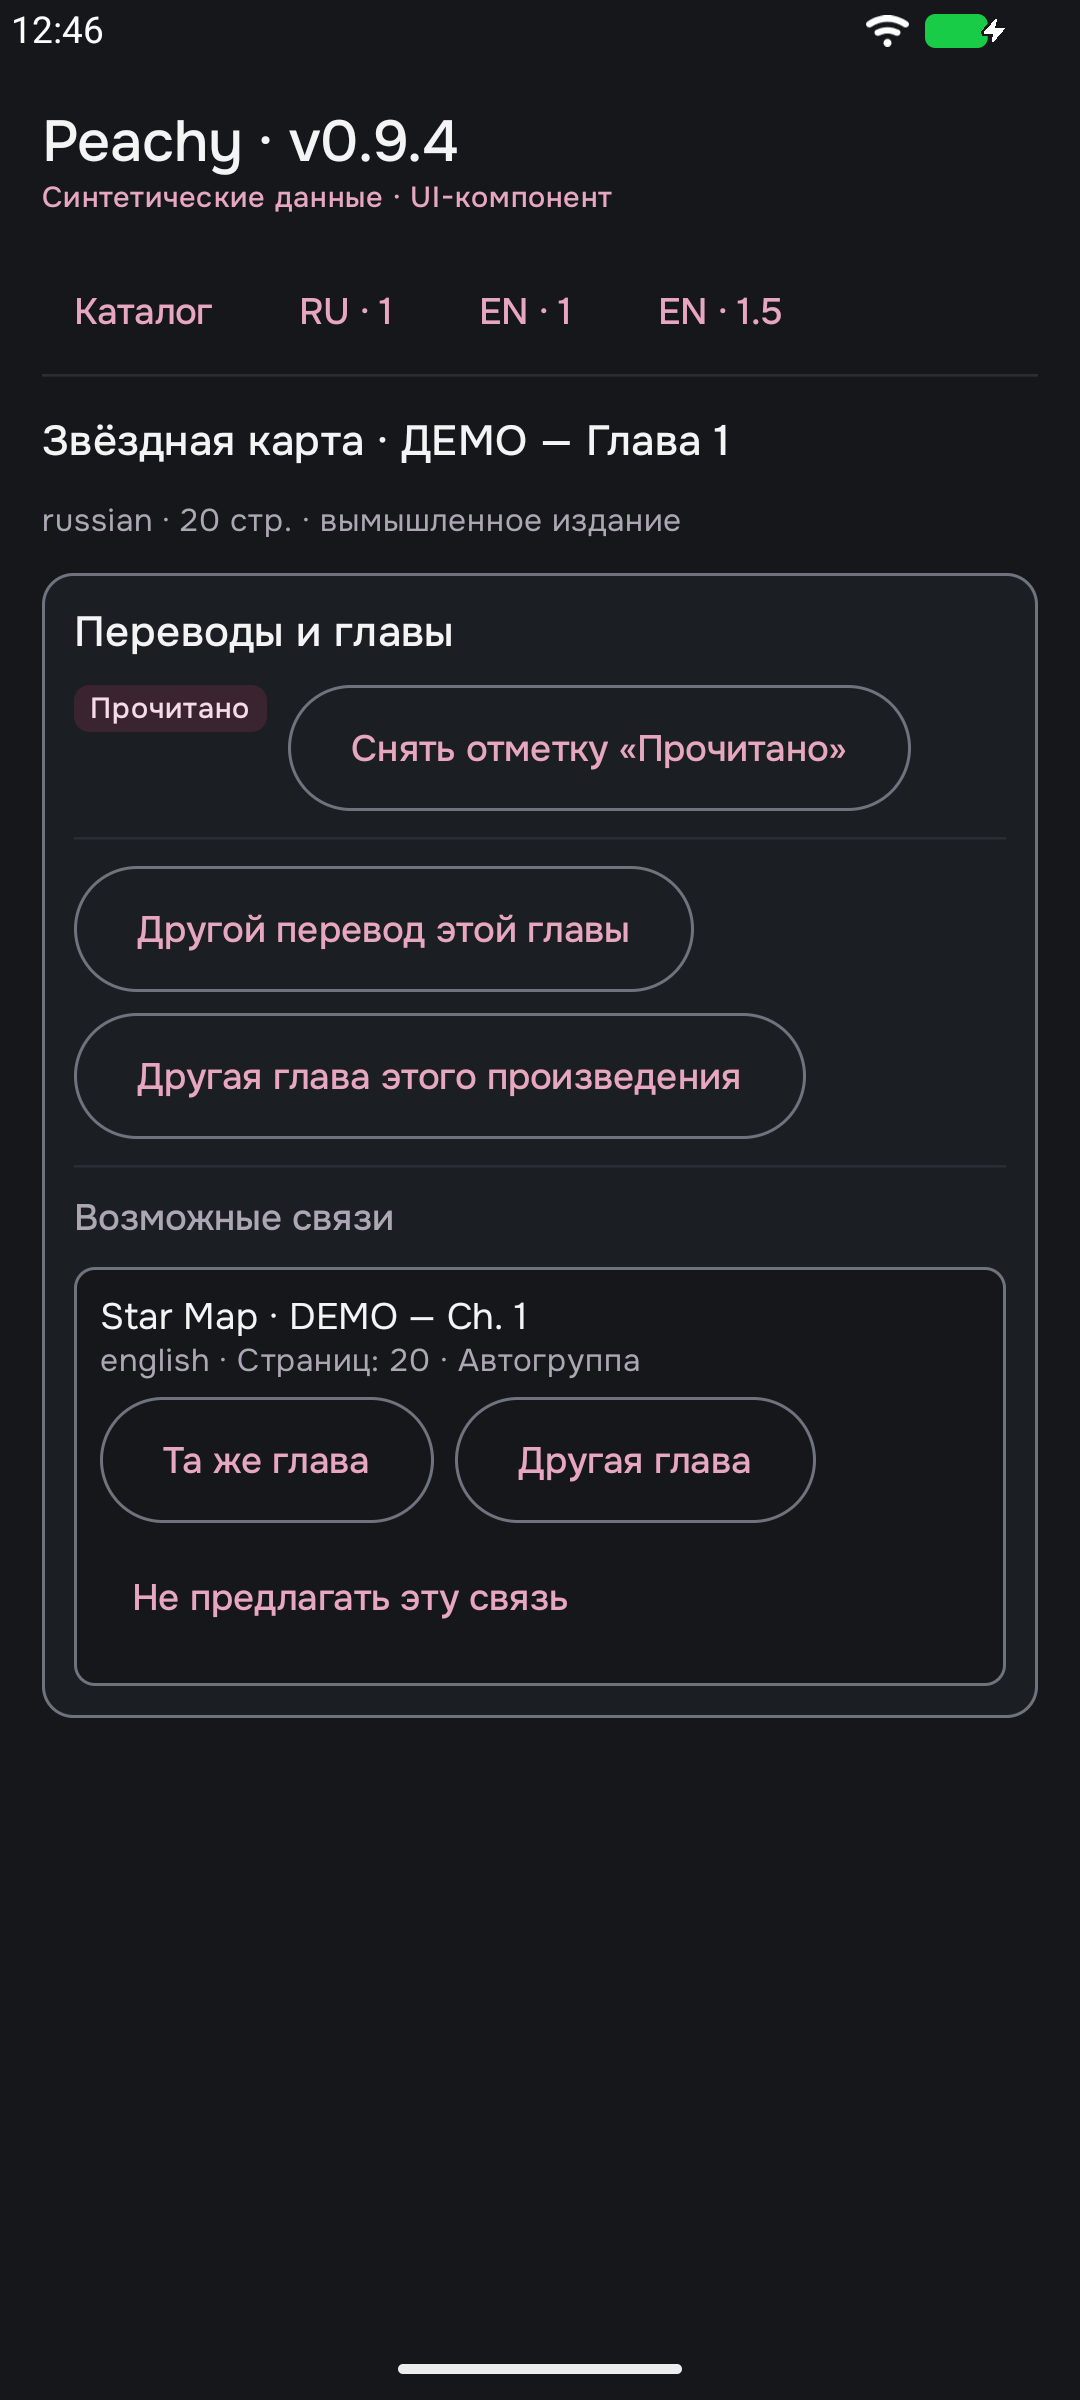 12:46
Peachy · v0.9.4
Синтетические данные · UI-компонент
Каталог RU · 1 EN · 1 EN · 1.5
Звёздная карта · ДЕМО — Глава 1
russian · 20 стр. · вымышленное издание
Переводы и главы
Прочитано
Снять отметку «Прочитано»
Другой перевод этой главы
Другая глава этого произведения
Возможные связи
Star Map · DEMO — Ch. 1
english · Страниц: 20 · Автогруппа
Та же глава Другая глава
Не предлагать эту связь